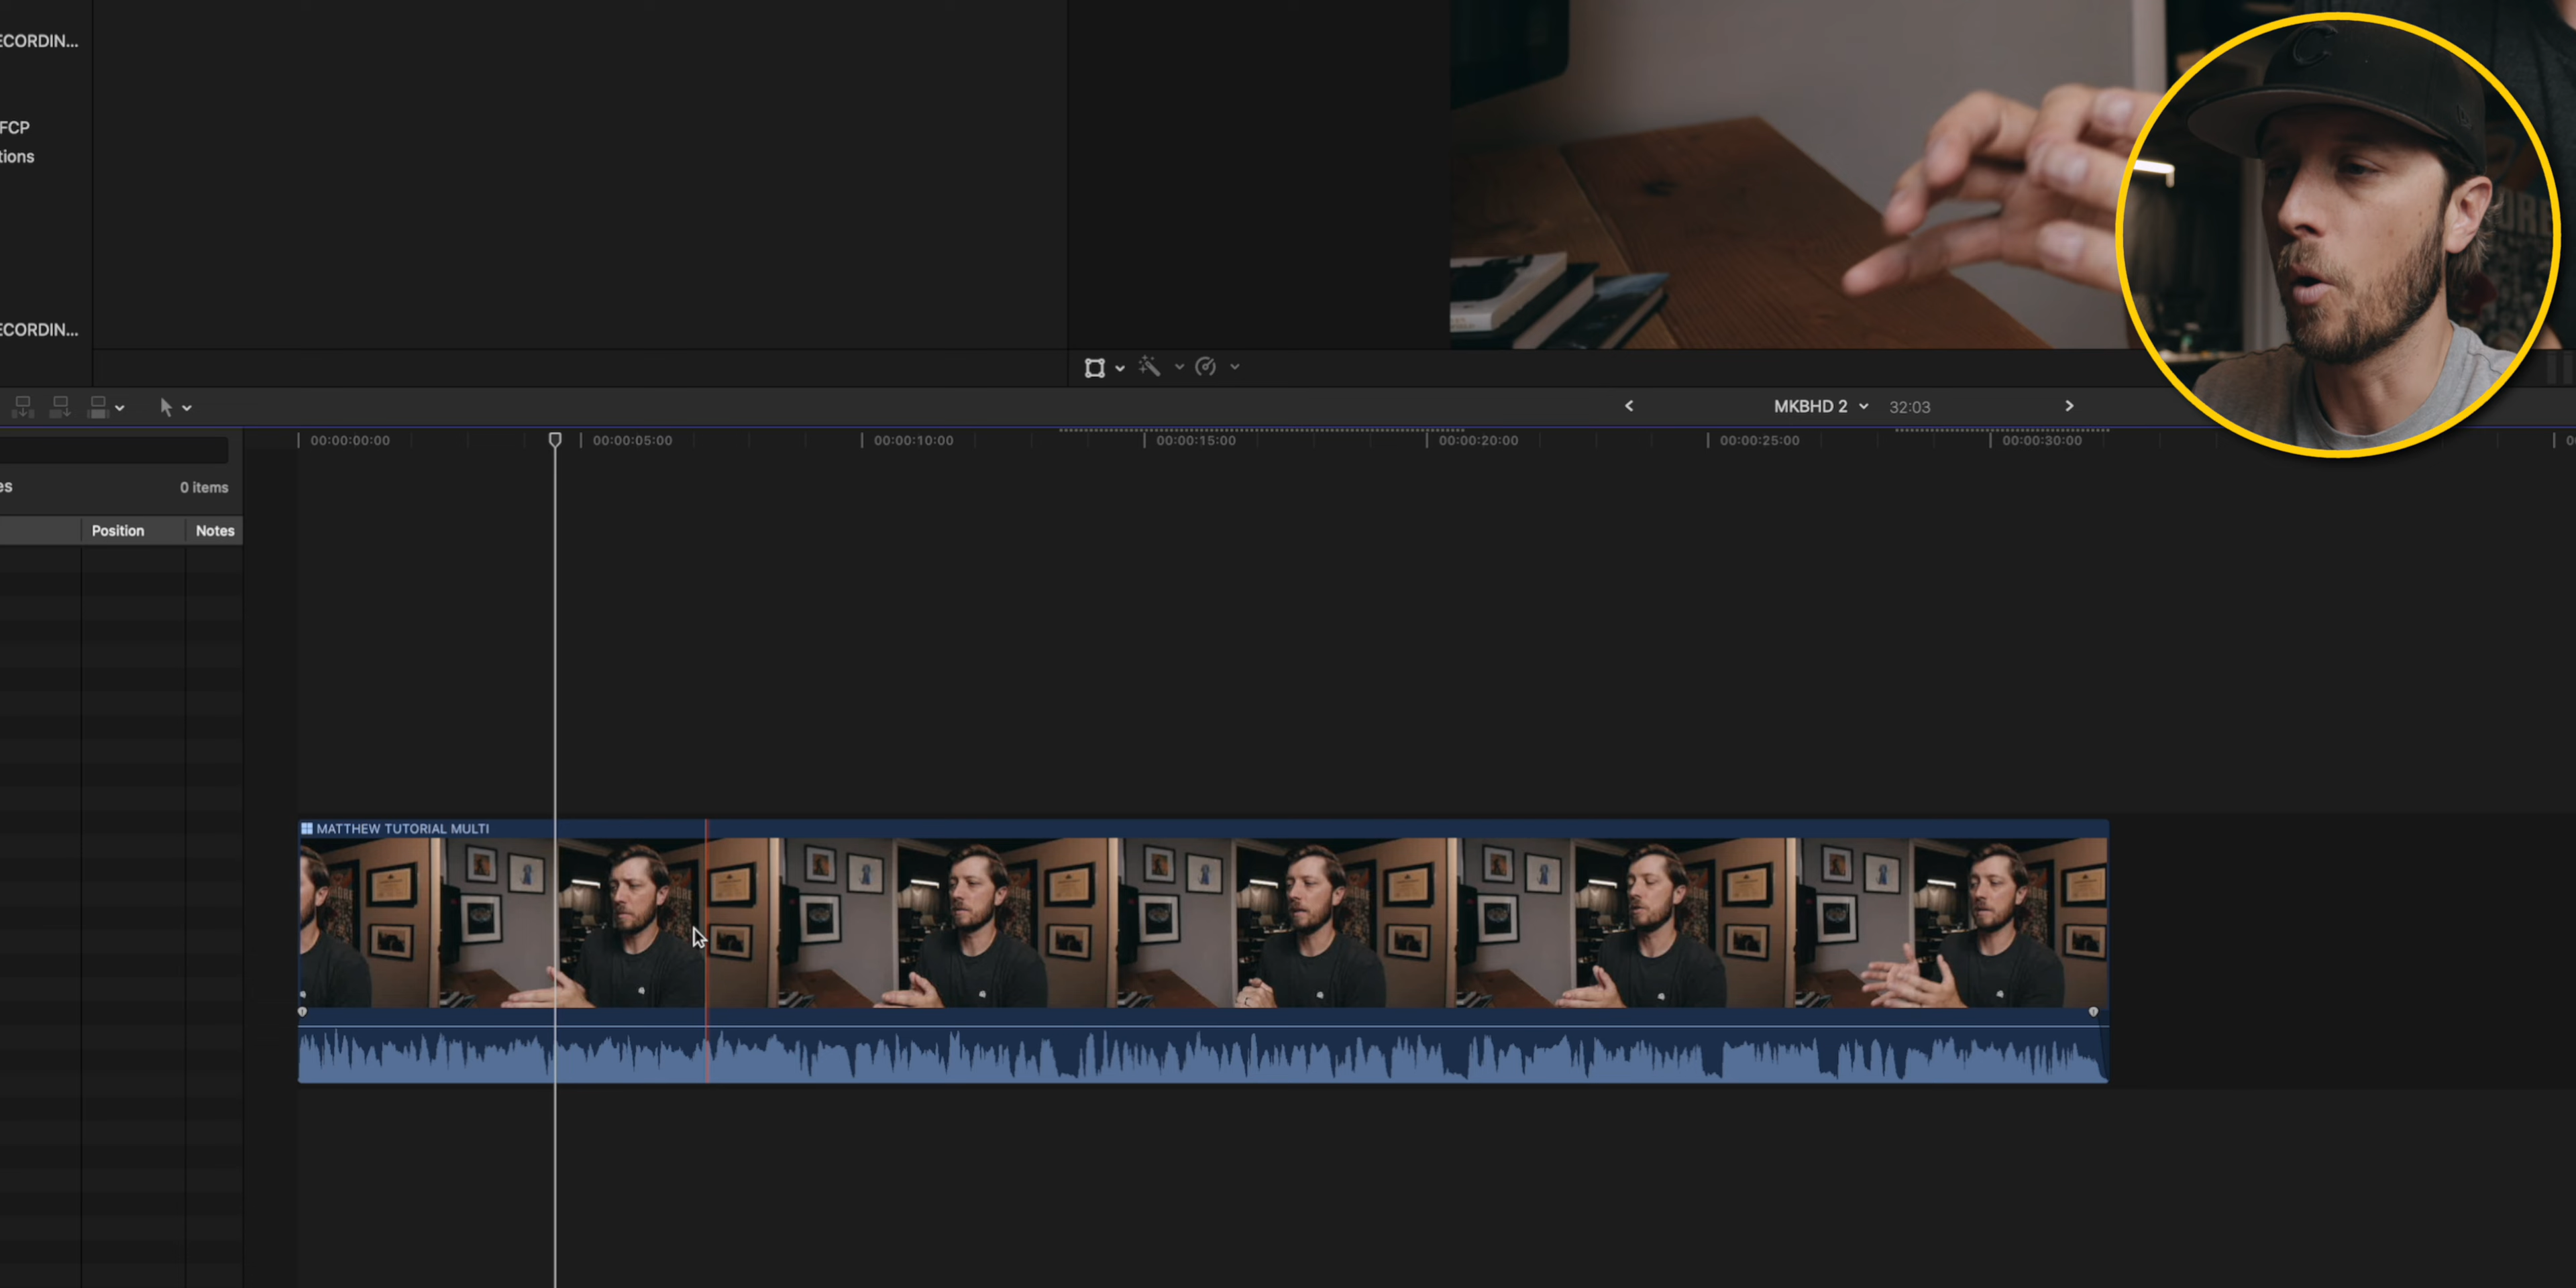 ECORDIN...
FCP
tions
ECORDIN...
MKBHD 2 32:03
00:00:00:00 00:00:05:00 00:00:10:00 00:00:15:00 00:00:20:00 00:00:25:00 00:00:30:00
es 0 items
Position Notes
MATTHEW TUTORIAL MULTI